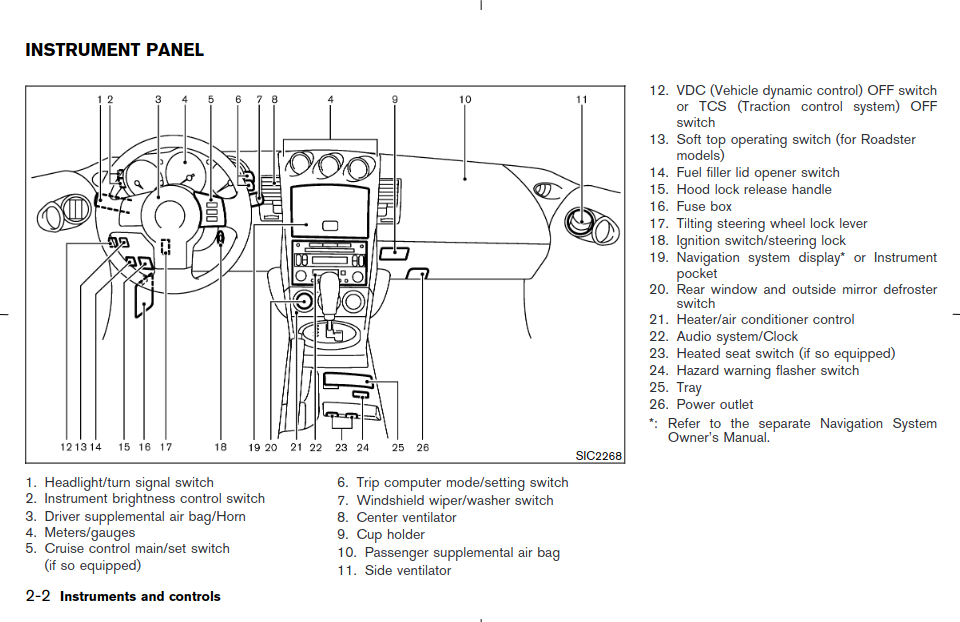 INSTRUMENT PANEL
1 2 3 4 5 6 7 8 4 9 10 11
12 13 14 15 16 17 18 19 20 21 22 23 24 25 26
SIC2268
1. Headlight/turn signal switch
2. Instrument brightness control switch
3. Driver supplemental air bag/Horn
4. Meters/gauges
5. Cruise control main/set switch
(if so equipped)
6. Trip computer mode/setting switch
7. Windshield wiper/washer switch
8. Center ventilator
9. Cup holder
10. Passenger supplemental air bag
11. Side ventilator
12. VDC (Vehicle dynamic control) OFF switch
or TCS (Traction control system) OFF
switch
13. Soft top operating switch (for Roadster
models)
14. Fuel filler lid opener switch
15. Hood lock release handle
16. Fuse box
17. Tilting steering wheel lock lever
18. Ignition switch/steering lock
19. Navigation system display* or Instrument
pocket
20. Rear window and outside mirror defroster
switch
21. Heater/air conditioner control
22. Audio system/Clock
23. Heated seat switch (if so equipped)
24. Hazard warning flasher switch
25. Tray
26. Power outlet
*: Refer to the separate Navigation System
Owner's Manual.
2-2 Instruments and controls